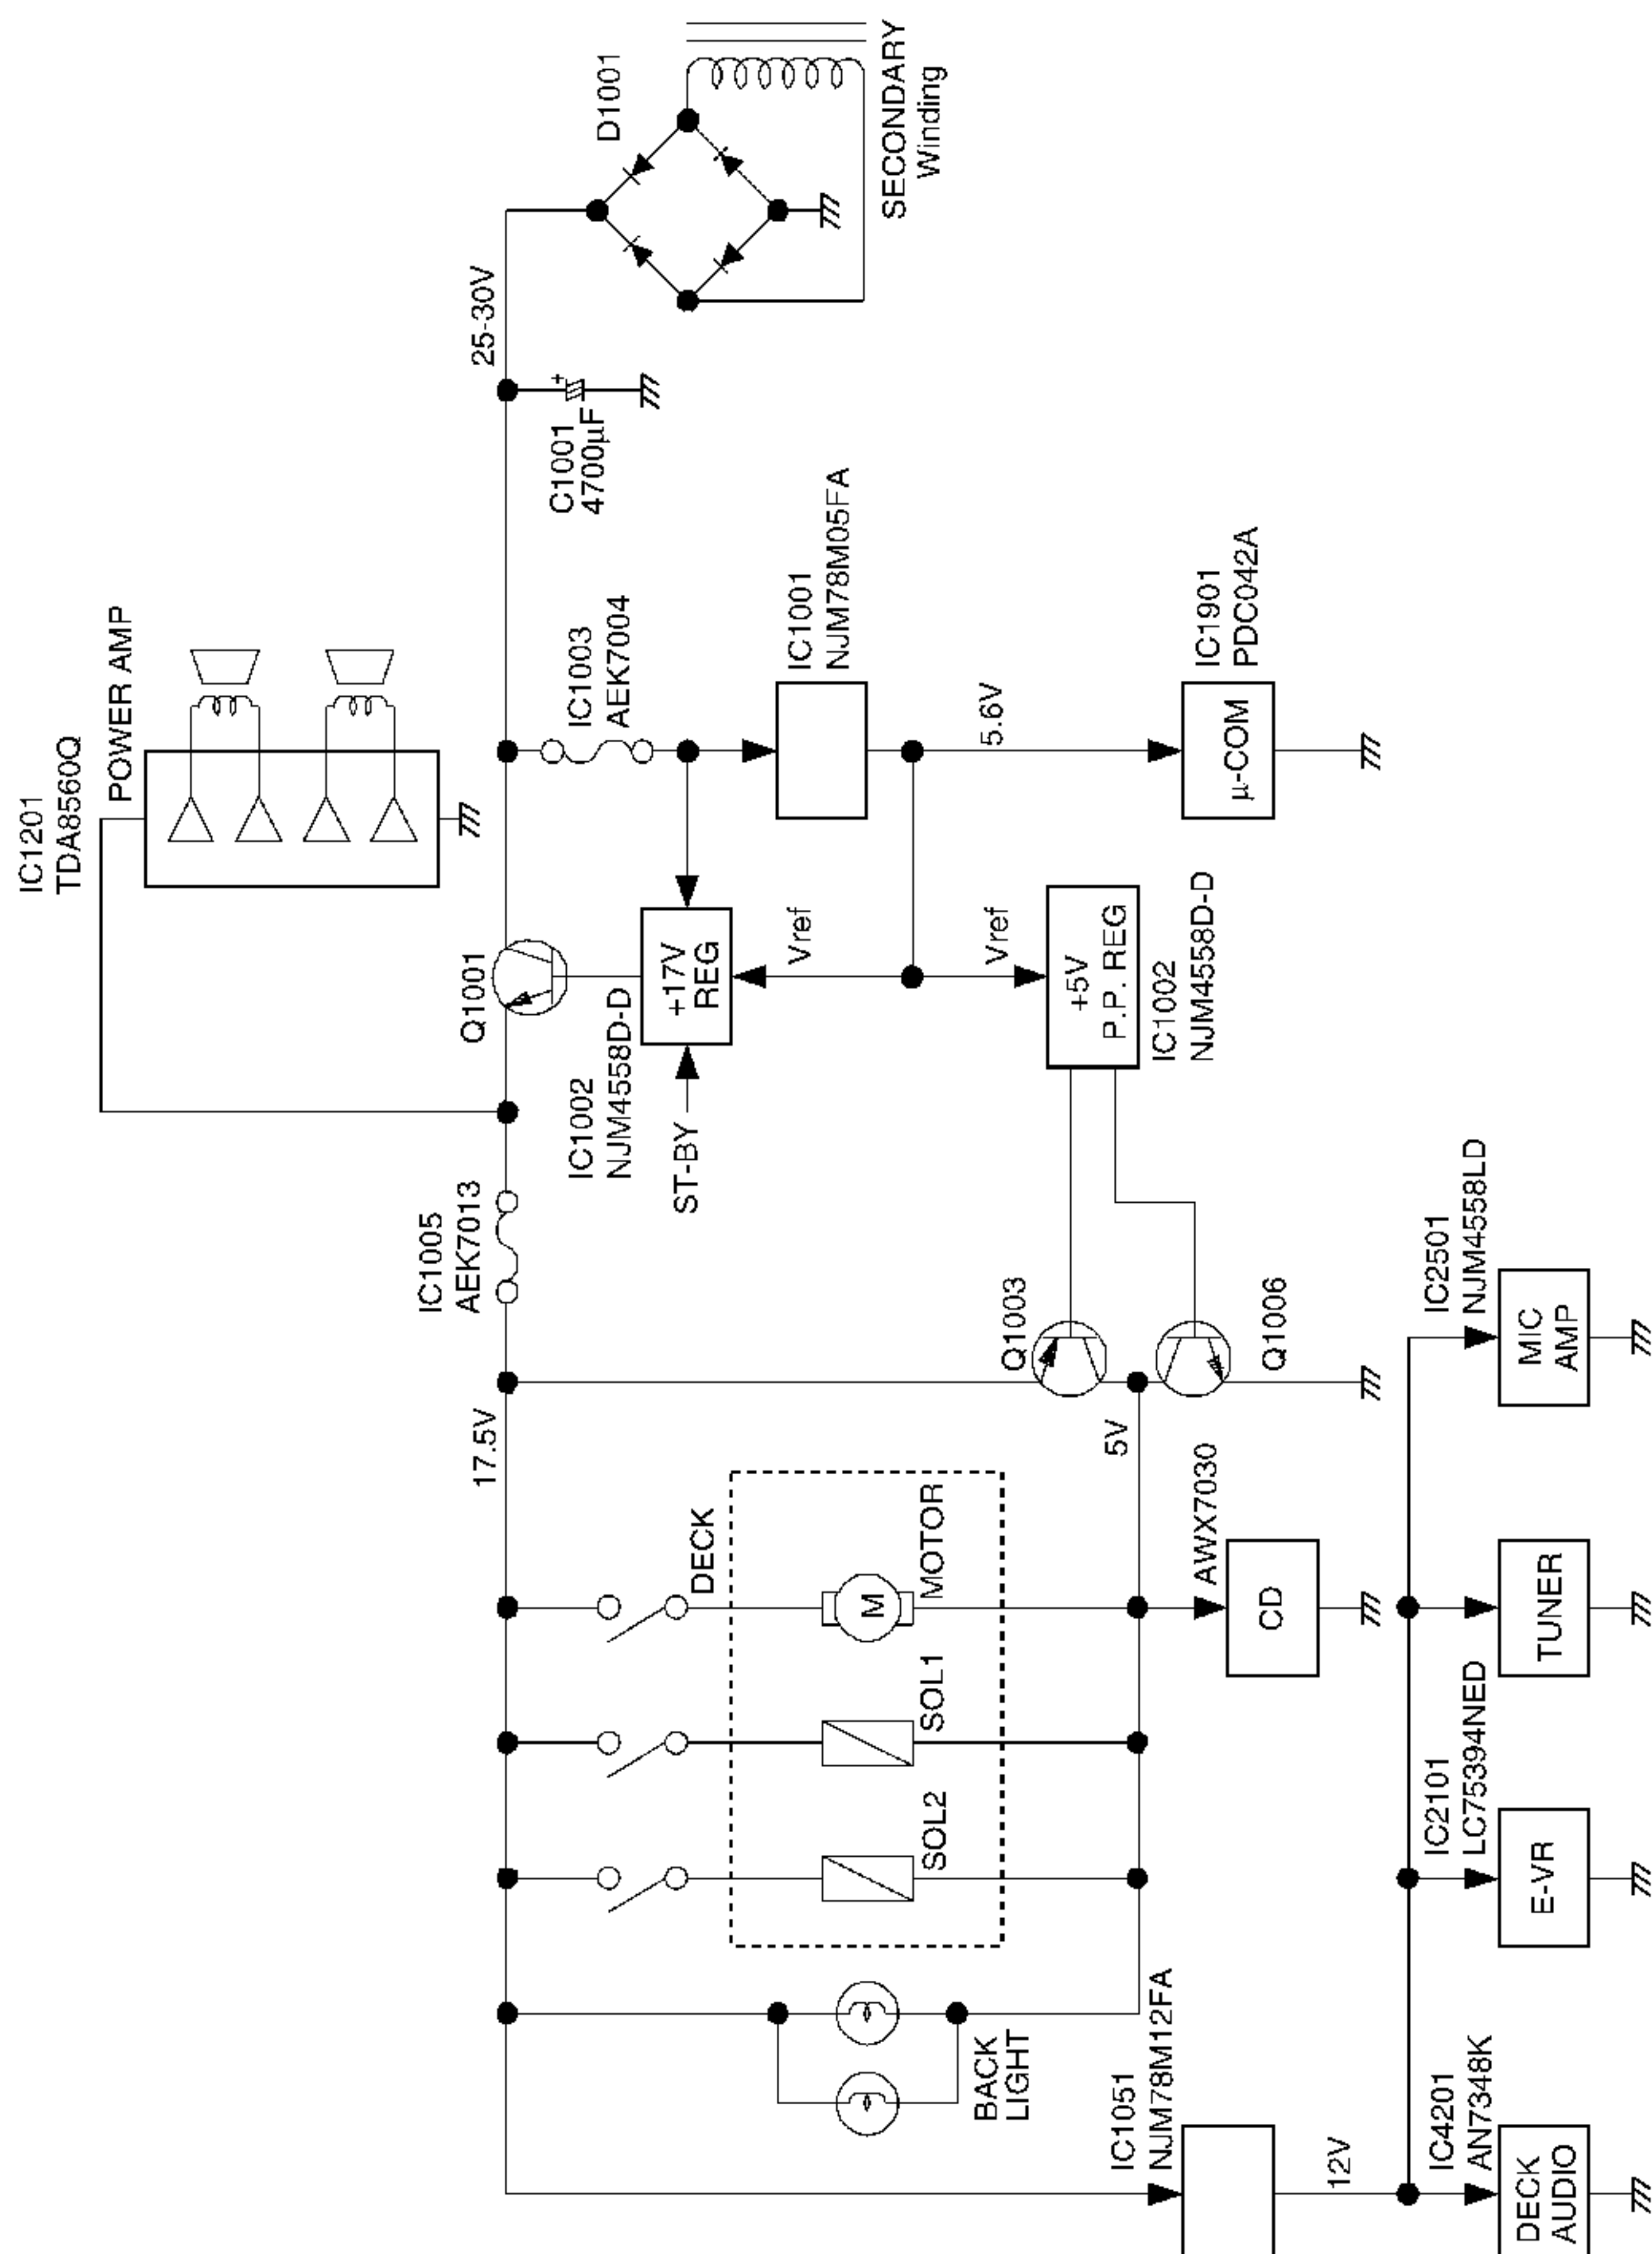 SECONDARY
Winding
D1001
25-30V
C1001
4700µF
POWER AMP
IC1201
TDA8560Q
IC1003
AEK7004
IC1001
NJM78M05FA
5.6V
IC1901
PDC042A
µ-COM
Q1001
+17V
REG
Vref
Vref
+5V
P.P. REG
IC1002
NJM4558D-D
IC1002
NJM4558D-D
ST-BY
IC1005
AEK7013
17.5V
Q1003
Q1006
5V
DECK
MOTOR
M
SOL1
SOL2
AWX7030
CD
BACK
LIGHT
IC1051
NJM78M12FA
12V
IC2501
NJM4558LD
MIC
AMP
TUNER
IC2101
LC75394NED
E-VR
IC4201
AN7348K
DECK
AUDIO